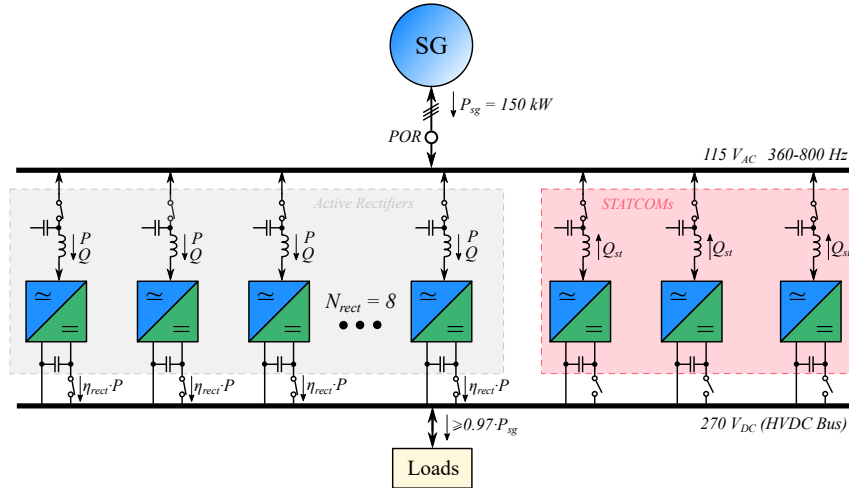 SG
P_sg = 150 kW
POR
115 V_AC 360-800 Hz
Active Rectifiers
STATCOMs
P
Q
P
Q
P
Q
P
Q
Q_st
Q_st
Q_st
N_rect = 8
η_rect·P
η_rect·P
η_rect·P
η_rect·P
⩾0.97·P_sg
270 V_DC (HVDC Bus)
Loads